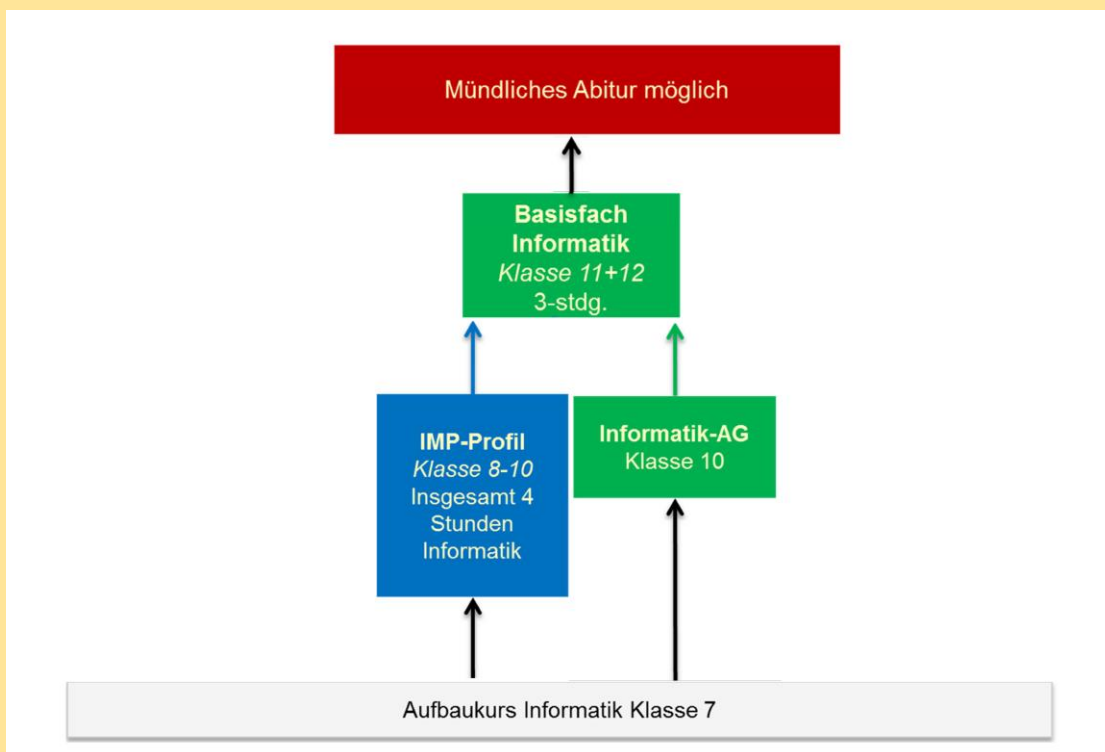 Mündliches Abitur möglich
Basisfach
Informatik
Klasse 11+12
3-stdg.
IMP-Profil
Klasse 8-10
Insgesamt 4
Stunden
Informatik
Informatik-AG
Klasse 10
Aufbaukurs Informatik Klasse 7